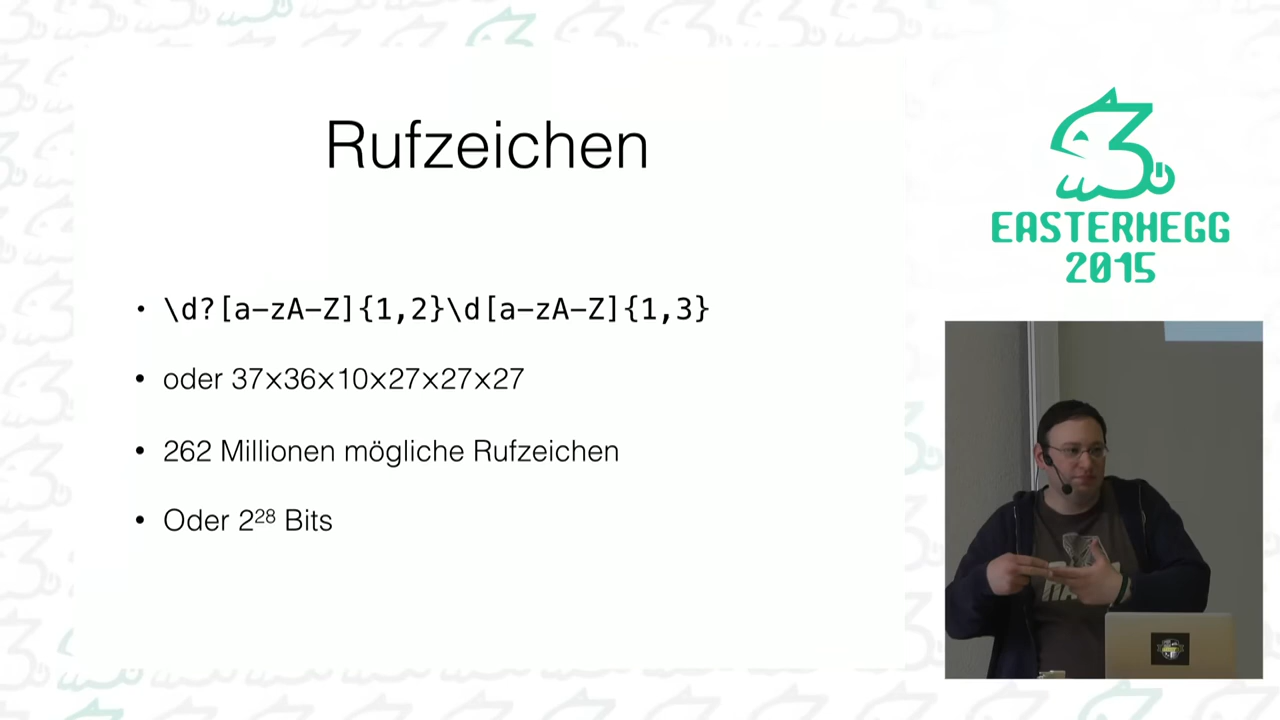 Rufzeichen
• \d?[a-zA-Z]{1,2}\d[a-zA-Z]{1,3}
• oder 37×36×10×27×27×27
• 262 Millionen mögliche Rufzeichen
• Oder 2²⁸ Bits
EASTERHEGG
2015